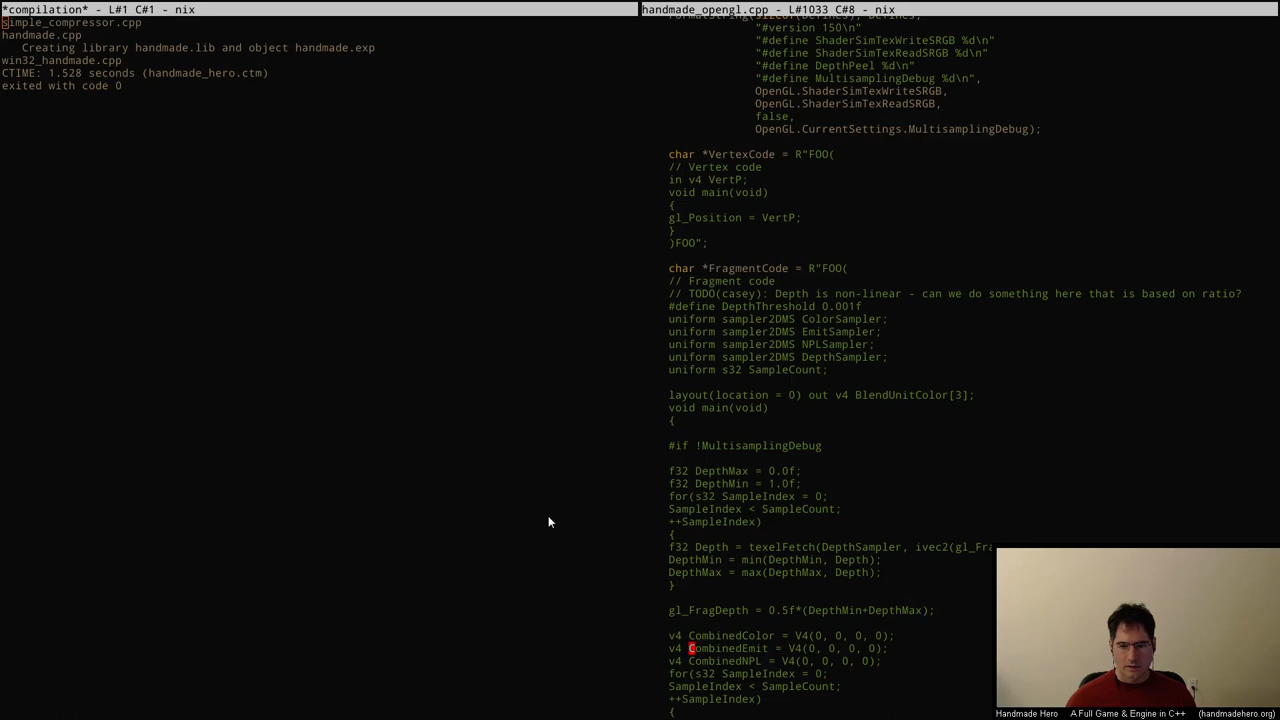 *compilation* - L#1 C#1 - nix
simple_compressor.cpp
handmade.cpp
Creating library handmade.lib and object handmade.exp
win32_handmade.cpp
CTIME: 1.528 seconds (handmade_hero.ctm)
exited with code 0
handmade_opengl.cpp - L#1033 C#8 - nix
FormatString(sizeof(Defines), Defines,
"#version 150\n"
"#define ShaderSimTexWriteSRGB %d\n"
"#define ShaderSimTexReadSRGB %d\n"
"#define DepthPeel %d\n"
"#define MultisamplingDebug %d\n",
OpenGL.ShaderSimTexWriteSRGB,
OpenGL.ShaderSimTexReadSRGB,
false,
OpenGL.CurrentSettings.MultisamplingDebug);
char *VertexCode = R"FOO(
// Vertex code
in v4 VertP;
void main(void)
{
gl_Position = VertP;
}
)FOO";
char *FragmentCode = R"FOO(
// Fragment code
// TODO(casey): Depth is non-linear - can we do something here that is based on ratio?
#define DepthThreshold 0.001f
uniform sampler2DMS ColorSampler;
uniform sampler2DMS EmitSampler;
uniform sampler2DMS NPLSampler;
uniform sampler2DMS DepthSampler;
uniform s32 SampleCount;
layout(location = 0) out v4 BlendUnitColor[3];
void main(void)
{
#if !MultisamplingDebug
f32 DepthMax = 0.0f;
f32 DepthMin = 1.0f;
for(s32 SampleIndex = 0;
SampleIndex < SampleCount;
++SampleIndex)
{
f32 Depth = texelFetch(DepthSampler, ivec2(gl_Fra
DepthMin = min(DepthMin, Depth);
DepthMax = max(DepthMax, Depth);
}
gl_FragDepth = 0.5f*(DepthMin+DepthMax);
v4 CombinedColor = V4(0, 0, 0, 0);
v4 CombinedEmit = V4(0, 0, 0, 0);
v4 CombinedNPL = V4(0, 0, 0, 0);
for(s32 SampleIndex = 0;
SampleIndex < SampleCount;
++SampleIndex)
{
Handmade Hero A Full Game & Engine in C++ (handmadehero.org)